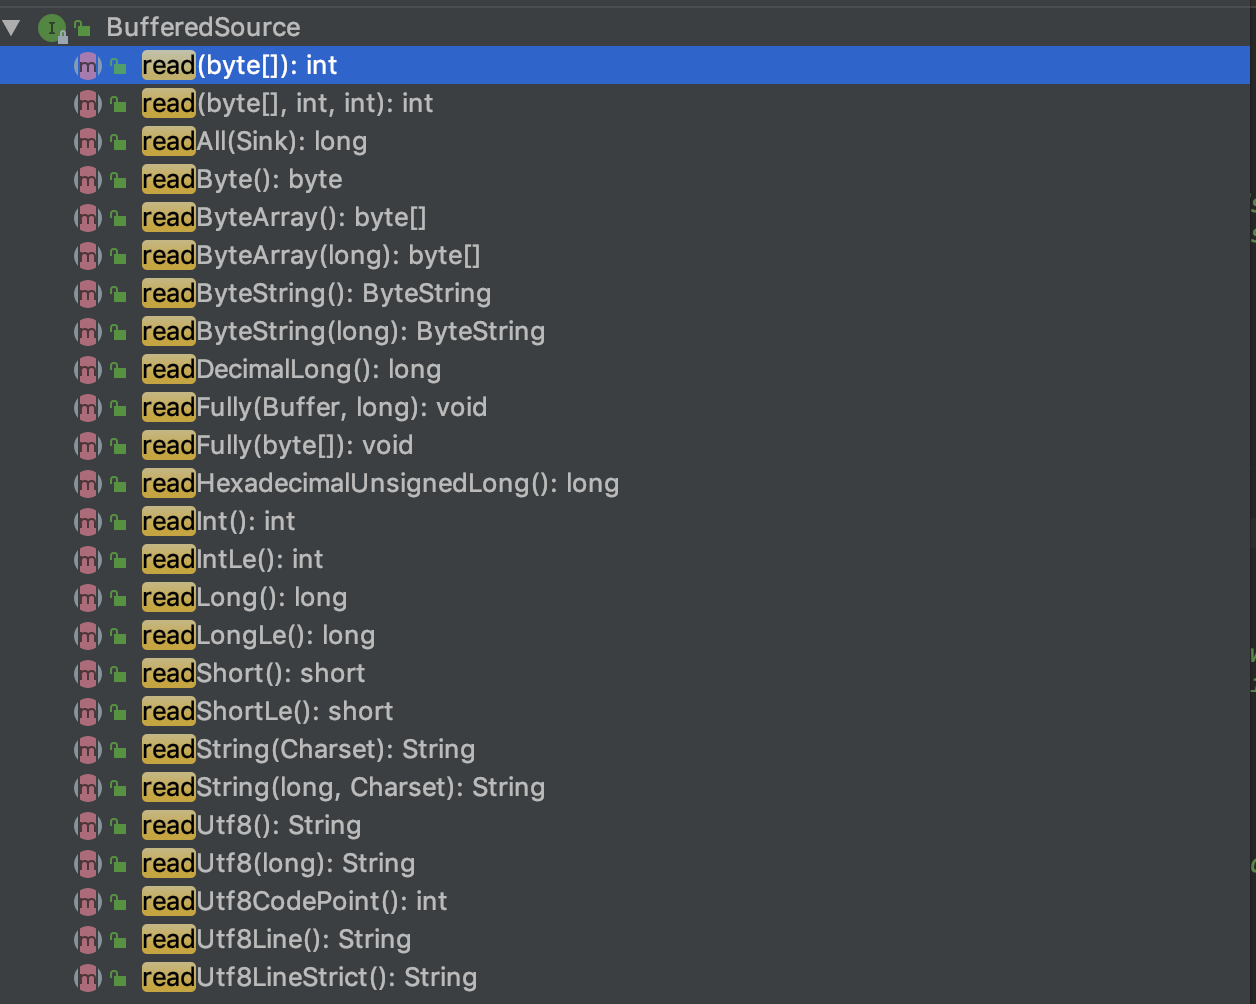 BufferedSource
read(byte[]): int
read(byte[], int, int): int
readAll(Sink): long
readByte(): byte
readByteArray(): byte[]
readByteArray(long): byte[]
readByteString(): ByteString
readByteString(long): ByteString
readDecimalLong(): long
readFully(Buffer, long): void
readFully(byte[]): void
readHexadecimalUnsignedLong(): long
readInt(): int
readIntLe(): int
readLong(): long
readLongLe(): long
readShort(): short
readShortLe(): short
readString(Charset): String
readString(long, Charset): String
readUtf8(): String
readUtf8(long): String
readUtf8CodePoint(): int
readUtf8Line(): String
readUtf8LineStrict(): String